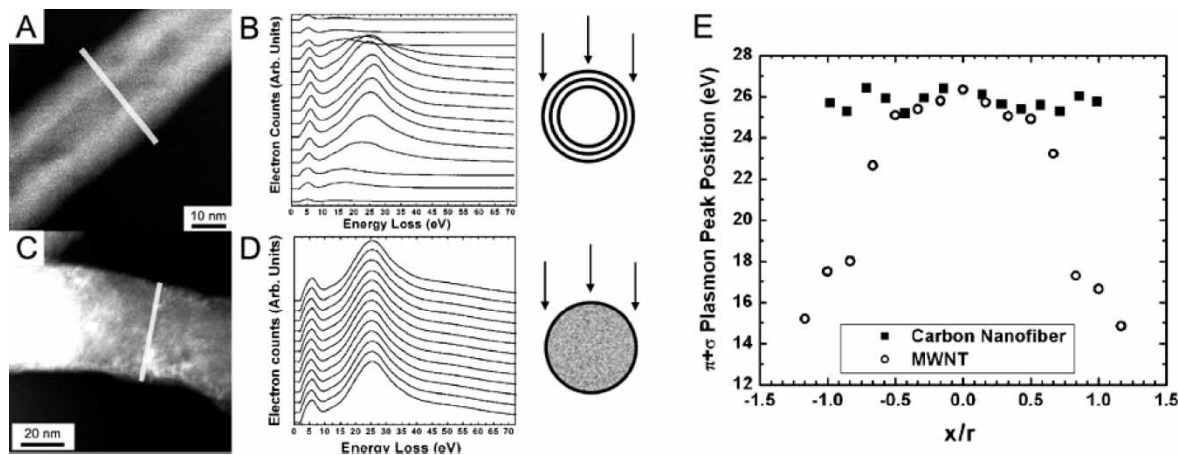 A
10 nm
B
Electron Counts (Arb. Units)
0 5 10 15 20 25 30 35 40 45 50 55 60 65 70
Energy Loss (eV)
C
20 nm
D
Electron counts (Arb. Units)
0 5 10 15 20 25 30 35 40 45 50 55 60 65 70
Energy Loss (eV)
E
π+σ Plasmon Peak Position (eV)
28
26
24
22
20
18
16
14
12
Carbon Nanofiber
MWNT
-1.5 -1.0 -0.5 0.0 0.5 1.0 1.5
x/r